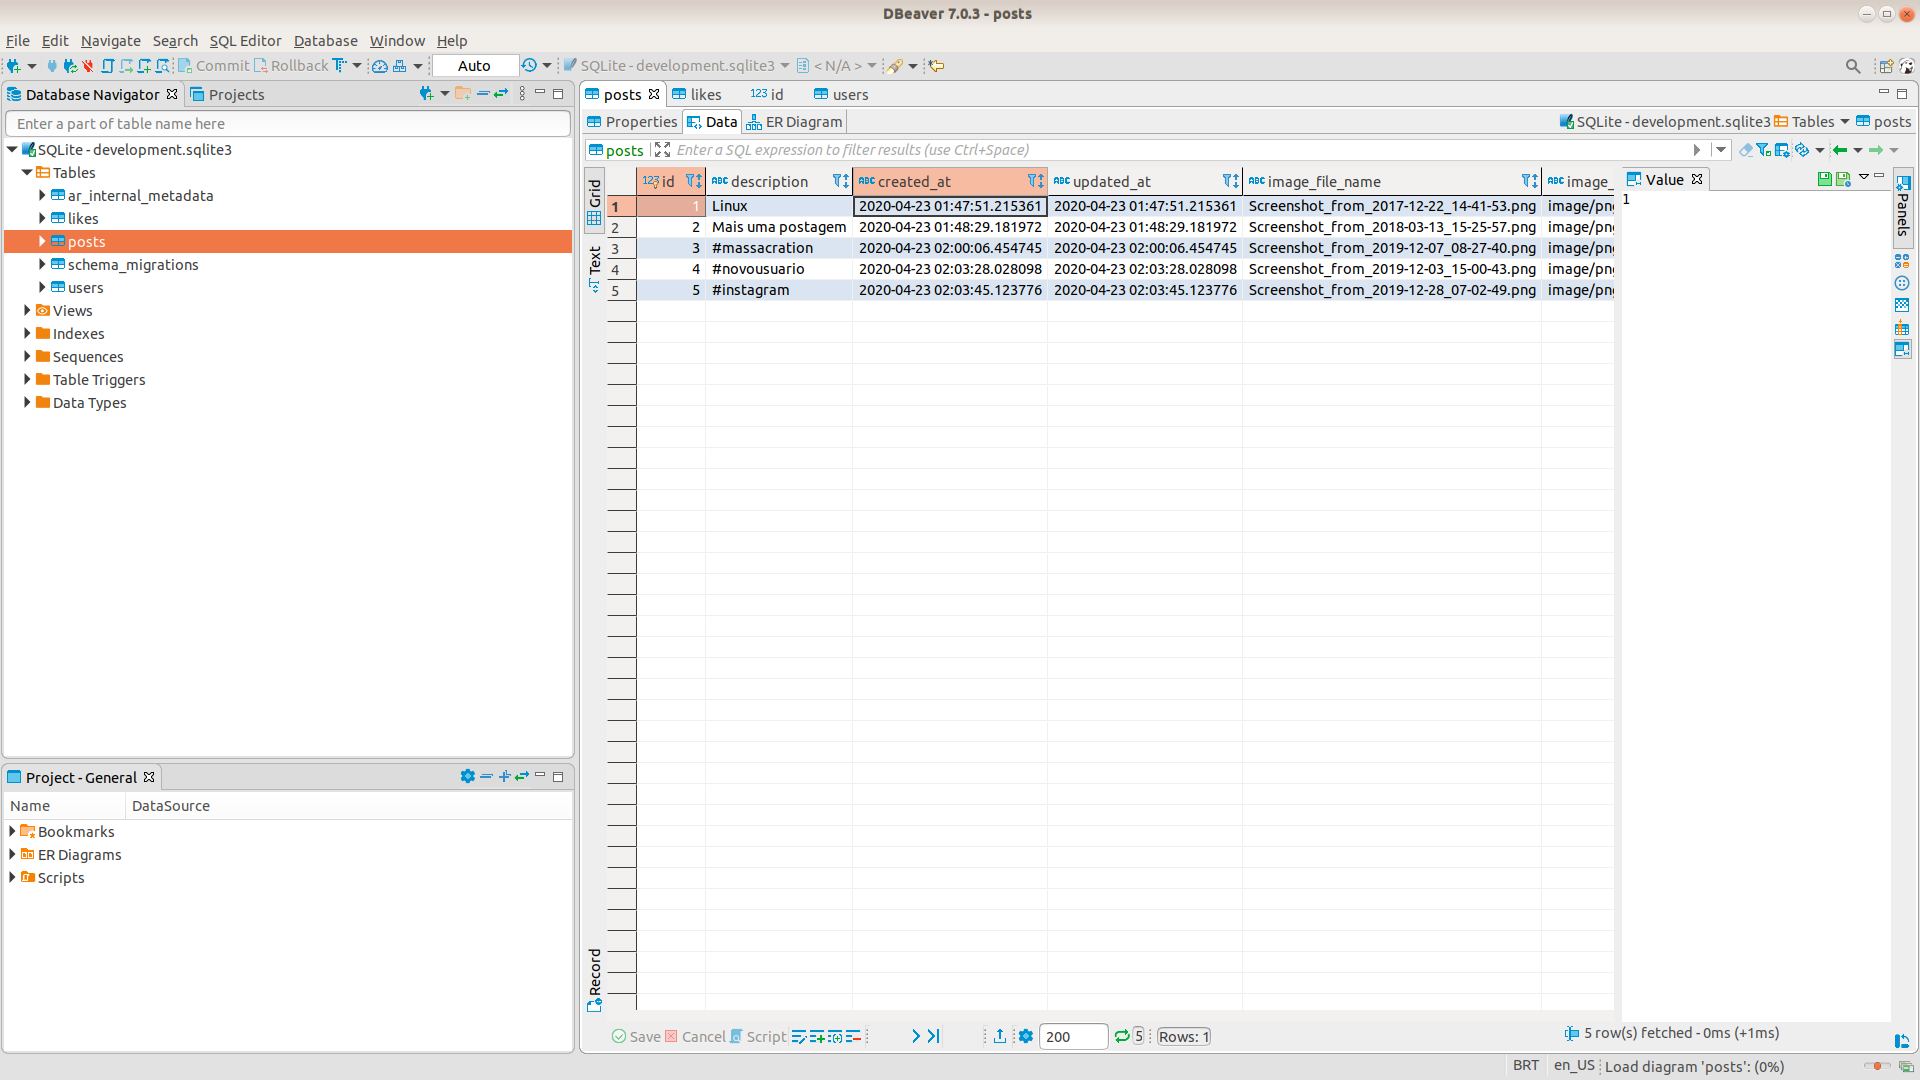 DBeaver 7.0.3 - posts
File Edit Navigate Search SQL Editor Database Window Help
Commit Rollback Auto SQLite - development.sqlite3 < N/A >
Database Navigator Projects
Enter a part of table name here
SQLite - development.sqlite3
Tables
ar_internal_metadata
likes
posts
schema_migrations
users
Views
Indexes
Sequences
Table Triggers
Data Types
Project - General
Name DataSource
Bookmarks
ER Diagrams
Scripts
posts likes 123 id users
Properties Data ER Diagram SQLite - development.sqlite3 Tables posts
posts Enter a SQL expression to filter results (use Ctrl+Space)
Grid
Text
Record
123 id ABC description ABC created_at ABC updated_at ABC image_file_name ABC image_
1 1 Linux 2020-04-23 01:47:51.215361 2020-04-23 01:47:51.215361 Screenshot_from_2017-12-22_14-41-53.png image/png
2 2 Mais uma postagem 2020-04-23 01:48:29.181972 2020-04-23 01:48:29.181972 Screenshot_from_2018-03-13_15-25-57.png image/png
3 3 #massacration 2020-04-23 02:00:06.454745 2020-04-23 02:00:06.454745 Screenshot_from_2019-12-07_08-27-40.png image/png
4 4 #novousuario 2020-04-23 02:03:28.028098 2020-04-23 02:03:28.028098 Screenshot_from_2019-12-03_15-00-43.png image/png
5 5 #instagram 2020-04-23 02:03:45.123776 2020-04-23 02:03:45.123776 Screenshot_from_2019-12-28_07-02-49.png image/png
Value
1
Panels
Save Cancel Script 200 5 Rows: 1
5 row(s) fetched - 0ms (+1ms)
BRT en_US Load diagram 'posts': (0%)